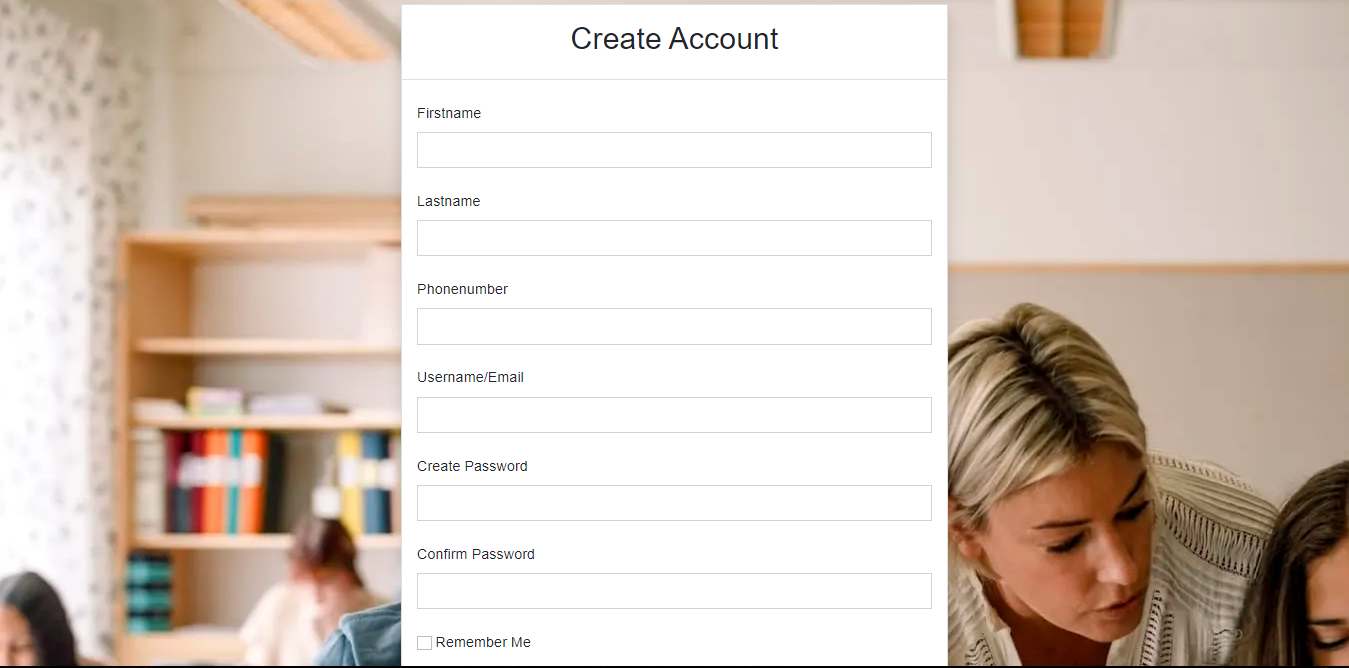 Create Account
Firstname
Lastname
Phonenumber
Username/Email
Create Password
Confirm Password
Remember Me